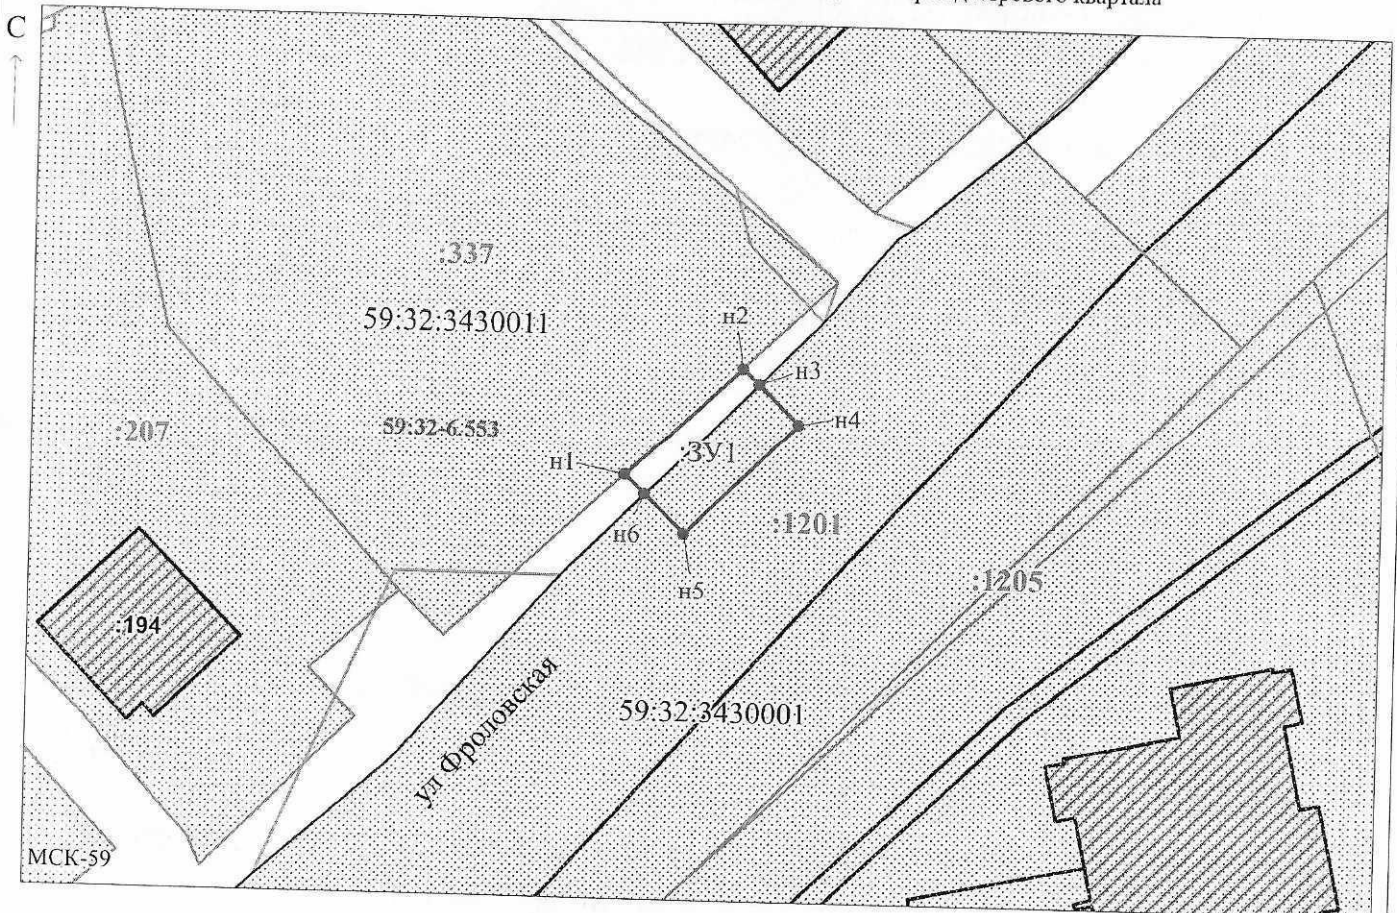 квартала
С
:337
59:32:3430011
н2
н3
:207
59:32-6.553
н4
:ЗУ1
н1
н6
:1201
н5
:1205
:194
ул Фроловская
59:32:3430001
МСК-59